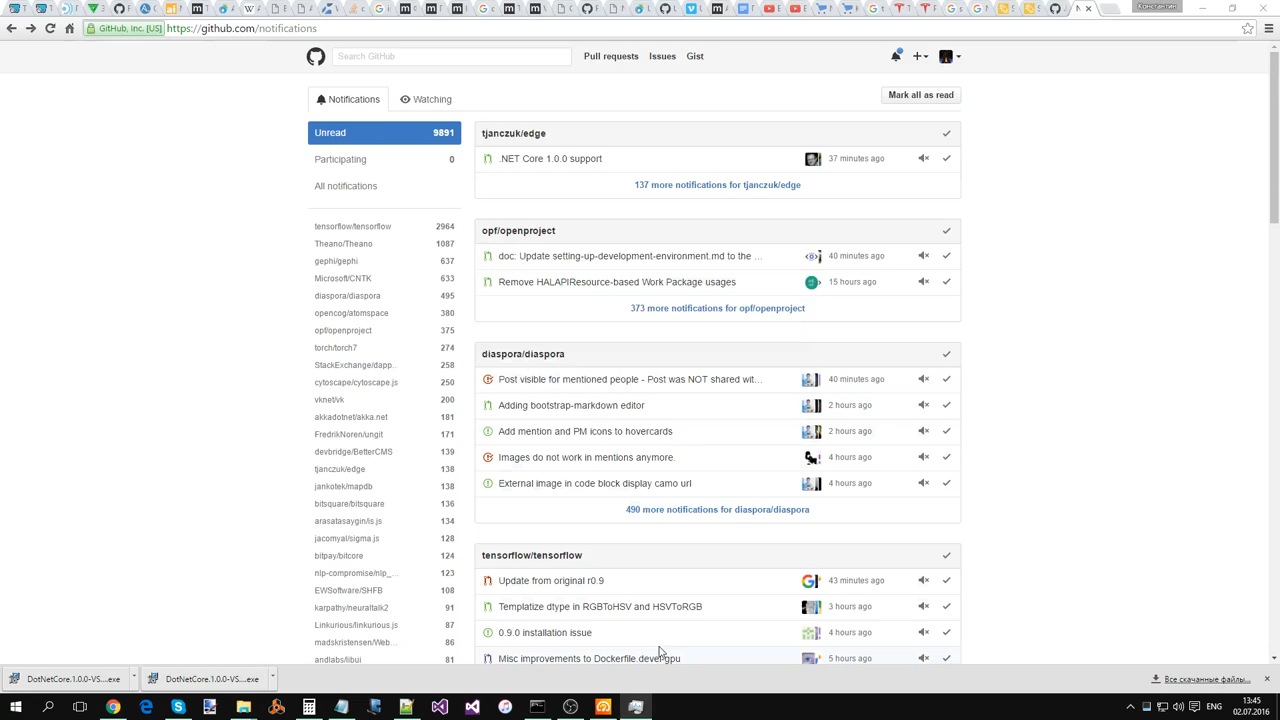 Константин
GitHub, Inc. [US]
https://github.com/notifications
Search GitHub
Pull requests
Issues
Gist
Notifications
Watching
Mark all as read
Unread 9891
Participating 0
All notifications
tensorflow/tensorflow 2964
Theano/Theano 1087
gephi/gephi 637
Microsoft/CNTK 633
diaspora/diaspora 495
opencog/atomspace 380
opf/openproject 375
torch/torch7 274
StackExchange/dapp... 258
cytoscape/cytoscape.js 250
vknet/vk 200
akkadotnet/akka.net 181
FredrikNoren/ungit 171
devbridge/BetterCMS 139
tjanczuk/edge 138
jankotek/mapdb 138
bitsquare/bitsquare 136
arasatasaygin/is.js 134
jacomyal/sigma.js 128
bitpay/bitcore 124
nlp-compromise/nlp_... 123
EWSoftware/SHFB 108
karpathy/neuraltalk2 91
Linkurious/linkurious.js 87
madskristensen/Web... 86
andlabs/libui 81
tjanczuk/edge
.NET Core 1.0.0 support 37 minutes ago
137 more notifications for tjanczuk/edge
opf/openproject
doc: Update setting-up-development-environment.md to the ... 40 minutes ago
Remove HALAPIResource-based Work Package usages 15 hours ago
373 more notifications for opf/openproject
diaspora/diaspora
Post visible for mentioned people - Post was NOT shared wit... 40 minutes ago
Adding bootstrap-markdown editor 2 hours ago
Add mention and PM icons to hovercards 2 hours ago
Images do not work in mentions anymore. 4 hours ago
External image in code block display camo url 4 hours ago
490 more notifications for diaspora/diaspora
tensorflow/tensorflow
Update from original r0.9 43 minutes ago
Templatize dtype in RGBToHSV and HSVToRGB 3 hours ago
0.9.0 installation issue 4 hours ago
Misc improvements to Dockerfile.devel-gpu 5 hours ago
DotNetCore.1.0.0-VS....exe
DotNetCore.1.0.0-VS....exe
Все скачанные файлы...
ENG
13:45
02.07.2016